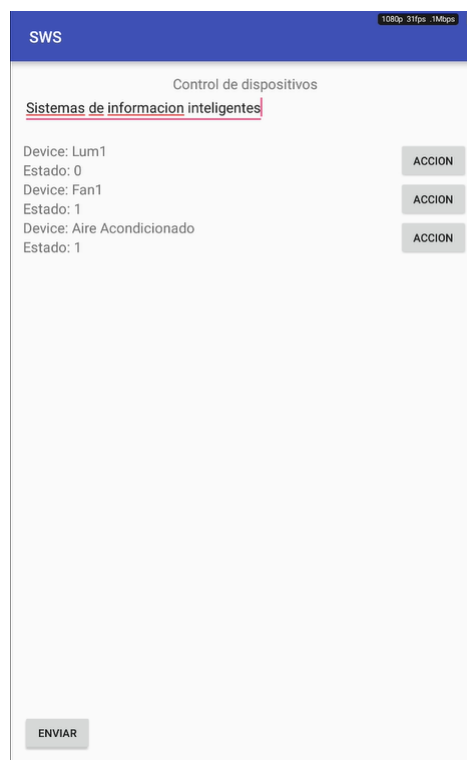 1080p 31fps .1Mbps
SWS
Control de dispositivos
Sistemas de informacion inteligentes
Device: Lum1
Estado: 0
ACCION
Device: Fan1
Estado: 1
ACCION
Device: Aire Acondicionado
Estado: 1
ACCION
ENVIAR